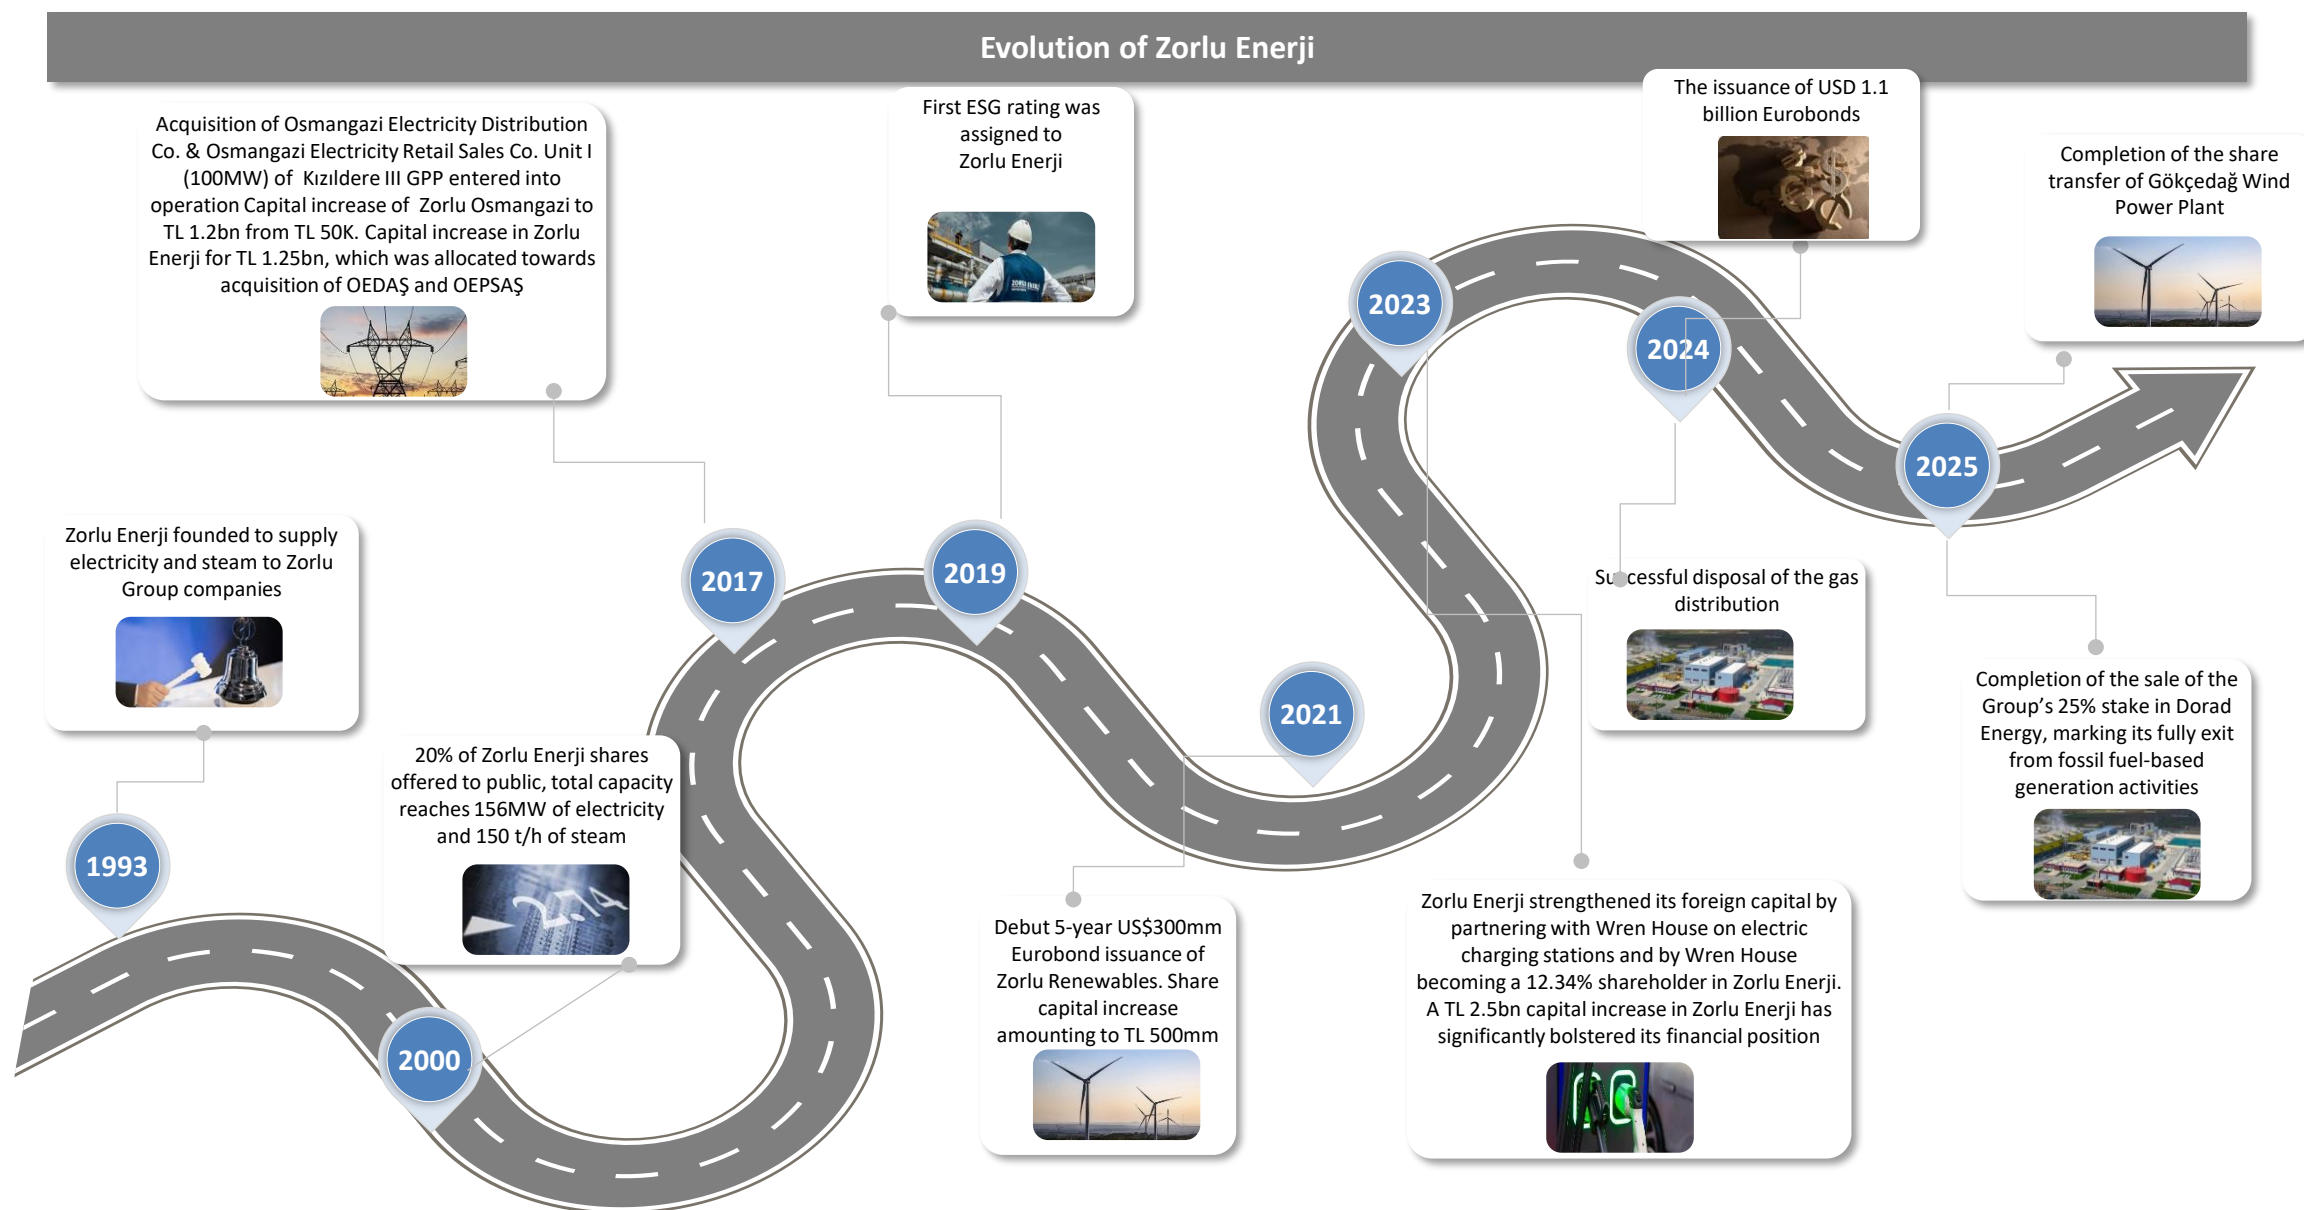 Evolution of Zorlu Enerji
Acquisition of Osmangazi Electricity Distribution
Co. & Osmangazi Electricity Retail Sales Co. Unit I
(100MW) of Kızıldere III GPP entered into
operation Capital increase of Zorlu Osmangazi to
TL 1.2bn from TL 50K. Capital increase in Zorlu
Enerji for TL 1.25bn, which was allocated towards
acquisition of OEDAŞ and OEPSAŞ
First ESG rating was
assigned to
Zorlu Enerji
ZORLU ENERJİ
The issuance of USD 1.1
billion Eurobonds
Completion of the share
transfer of Gökçedağ Wind
Power Plant
2023
2024
2025
Zorlu Enerji founded to supply
electricity and steam to Zorlu
Group companies
2017
2019
2021
Successful disposal of the gas
distribution
Completion of the sale of the
Group’s 25% stake in Dorad
Energy, marking its fully exit
from fossil fuel-based
generation activities
1993
20% of Zorlu Enerji shares
offered to public, total capacity
reaches 156MW of electricity
and 150 t/h of steam
2.74
2000
Debut 5-year US$300mm
Eurobond issuance of
Zorlu Renewables. Share
capital increase
amounting to TL 500mm
Zorlu Enerji strengthened its foreign capital by
partnering with Wren House on electric
charging stations and by Wren House
becoming a 12.34% shareholder in Zorlu Enerji.
A TL 2.5bn capital increase in Zorlu Enerji has
significantly bolstered its financial position